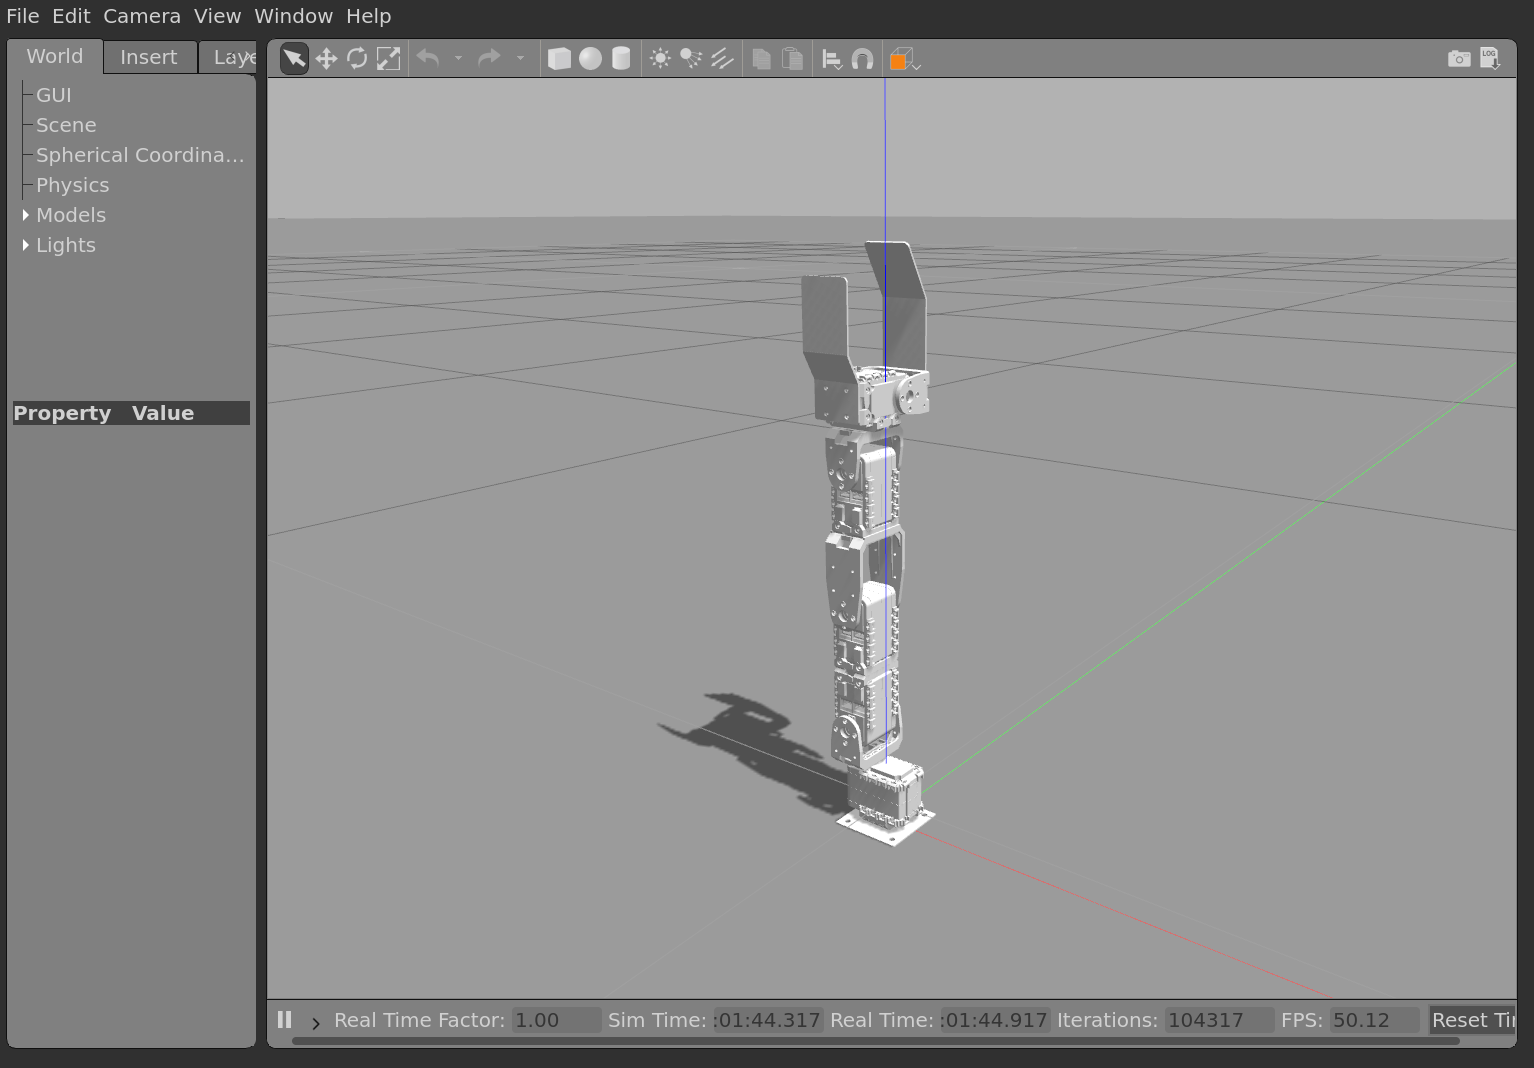 File Edit Camera View Window Help
World Insert Laye
LOG
GUI
Scene
Spherical Coordina...
Physics
Models
Lights
Property Value
Real Time Factor: 1.00 Sim Time: :01:44.317 Real Time: :01:44.917 Iterations: 104317 FPS: 50.12 Reset Ti